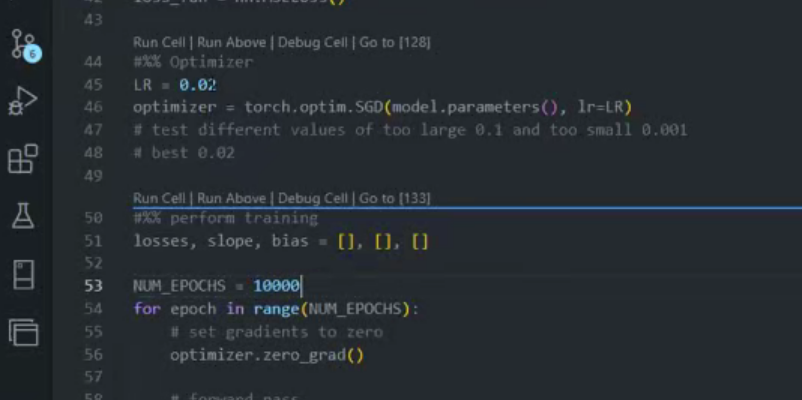 43
Run Cell | Run Above | Debug Cell | Go to [128]
44 #%% Optimizer
45 LR = 0.02
46 optimizer = torch.optim.SGD(model.parameters(), lr=LR)
47 # test different values of too large 0.1 and too small 0.001
48 # best 0.02
49
Run Cell | Run Above | Debug Cell | Go to [133]
50 #%% perform training
51 losses, slope, bias = [], [], []
52
53 NUM_EPOCHS = 10000
54 for epoch in range(NUM_EPOCHS):
55 # set gradients to zero
56 optimizer.zero_grad()
57
58 # forward pass
6